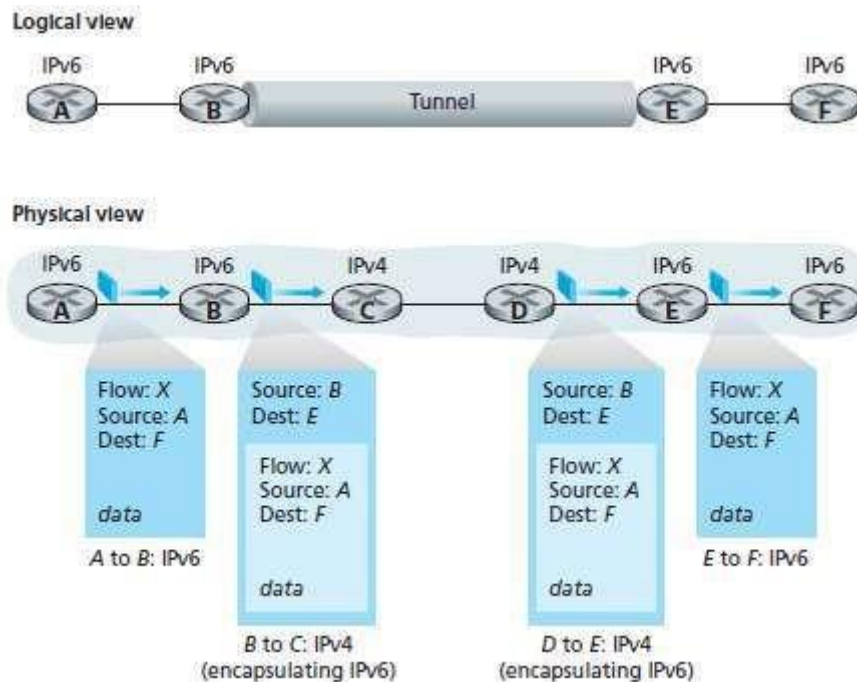 Logical view
IPv6 IPv6 IPv6 IPv6
A B Tunnel E F
Physical view
IPv6 IPv6 IPv4 IPv4 IPv6 IPv6
A B C D E F
Flow: X
Source: A
Dest: F
data
A to B: IPv6
Source: B
Dest: E
Flow: X
Source: A
Dest: F
data
B to C: IPv4
(encapsulating IPv6)
Source: B
Dest: E
Flow: X
Source: A
Dest: F
data
D to E: IPv4
(encapsulating IPv6)
Flow: X
Source: A
Dest: F
data
E to F: IPv6